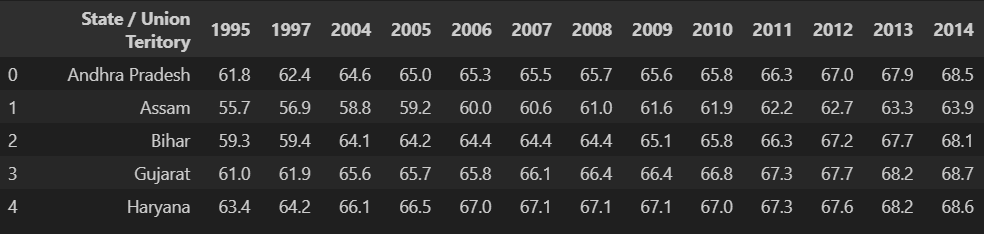 State / Union Teritory 1995 1997 2004 2005 2006 2007 2008 2009 2010 2011 2012 2013 2014
0 Andhra Pradesh 61.8 62.4 64.6 65.0 65.3 65.5 65.7 65.6 65.8 66.3 67.0 67.9 68.5
1 Assam 55.7 56.9 58.8 59.2 60.0 60.6 61.0 61.6 61.9 62.2 62.7 63.3 63.9
2 Bihar 59.3 59.4 64.1 64.2 64.4 64.4 64.4 65.1 65.8 66.3 67.2 67.7 68.1
3 Gujarat 61.0 61.9 65.6 65.7 65.8 66.1 66.4 66.4 66.8 67.3 67.7 68.2 68.7
4 Haryana 63.4 64.2 66.1 66.5 67.0 67.1 67.1 67.1 67.0 67.3 67.6 68.2 68.6